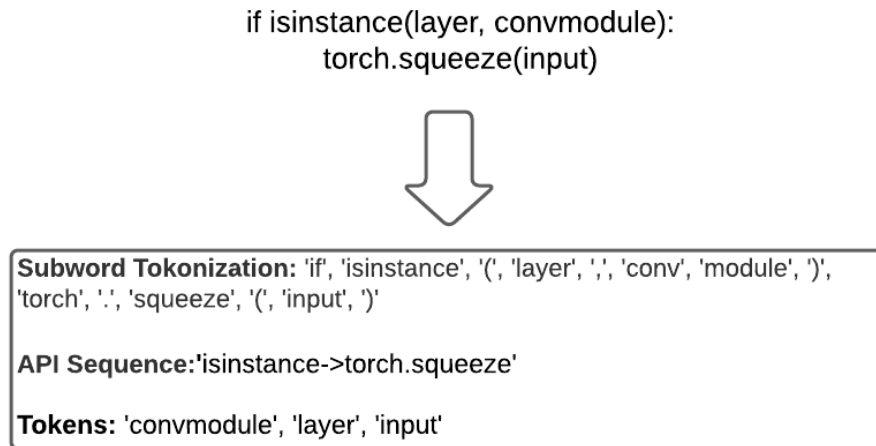 if isinstance(layer, convmodule):
torch.squeeze(input)
Subword Tokonization: 'if', 'isinstance', '(', 'layer', ',', 'conv', 'module', ')',
'torch', '.', 'squeeze', '(', 'input', ')'
API Sequence:'isinstance->torch.squeeze'
Tokens: 'convmodule', 'layer', 'input'